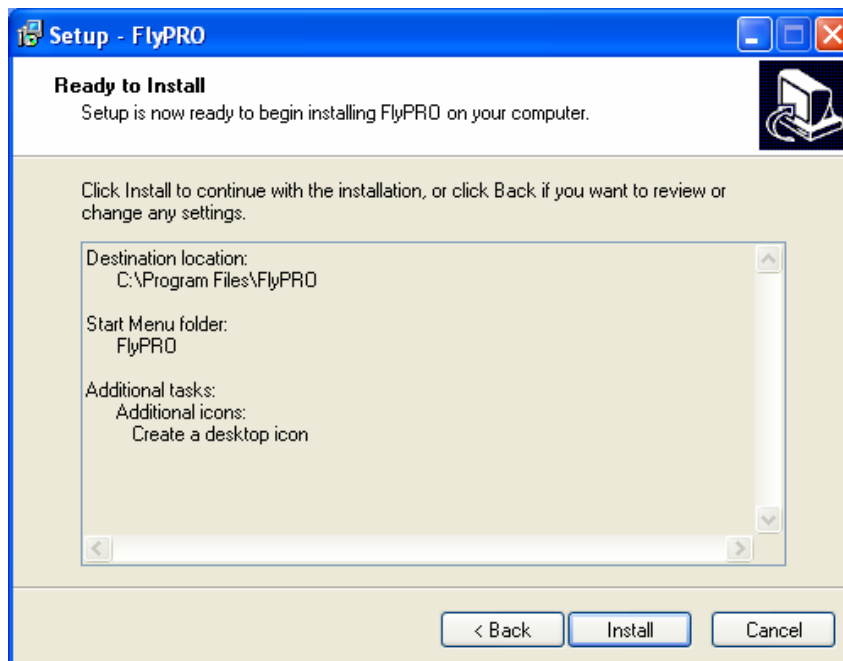 Setup - FlyPRO
Ready to Install
Setup is now ready to begin installing FlyPRO on your computer.
Click Install to continue with the installation, or click Back if you want to review or
change any settings.
Destination location:
C:\Program Files\FlyPRO
Start Menu folder:
FlyPRO
Additional tasks:
Additional icons:
Create a desktop icon
< Back
Install
Cancel